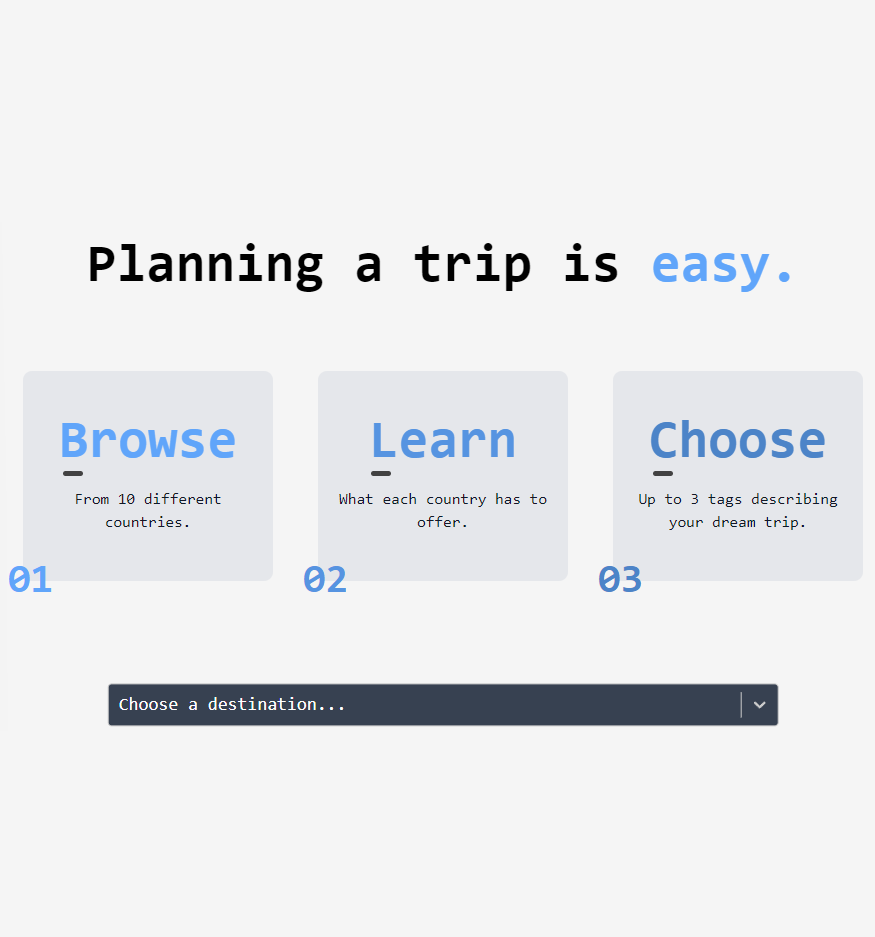 Planning a trip is easy.
Browse
From 10 different
countries.
01
Learn
What each country has to
offer.
02
Choose
Up to 3 tags describing
your dream trip.
03
Choose a destination...